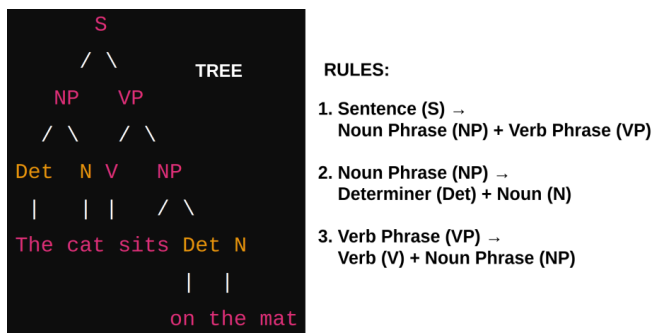 S
/ \
TREE
NP VP
/ \ / \
Det N V NP
| | | / \
The cat sits Det N
| |
on the mat
RULES:
1. Sentence (S) →
Noun Phrase (NP) + Verb Phrase (VP)
2. Noun Phrase (NP) →
Determiner (Det) + Noun (N)
3. Verb Phrase (VP) →
Verb (V) + Noun Phrase (NP)